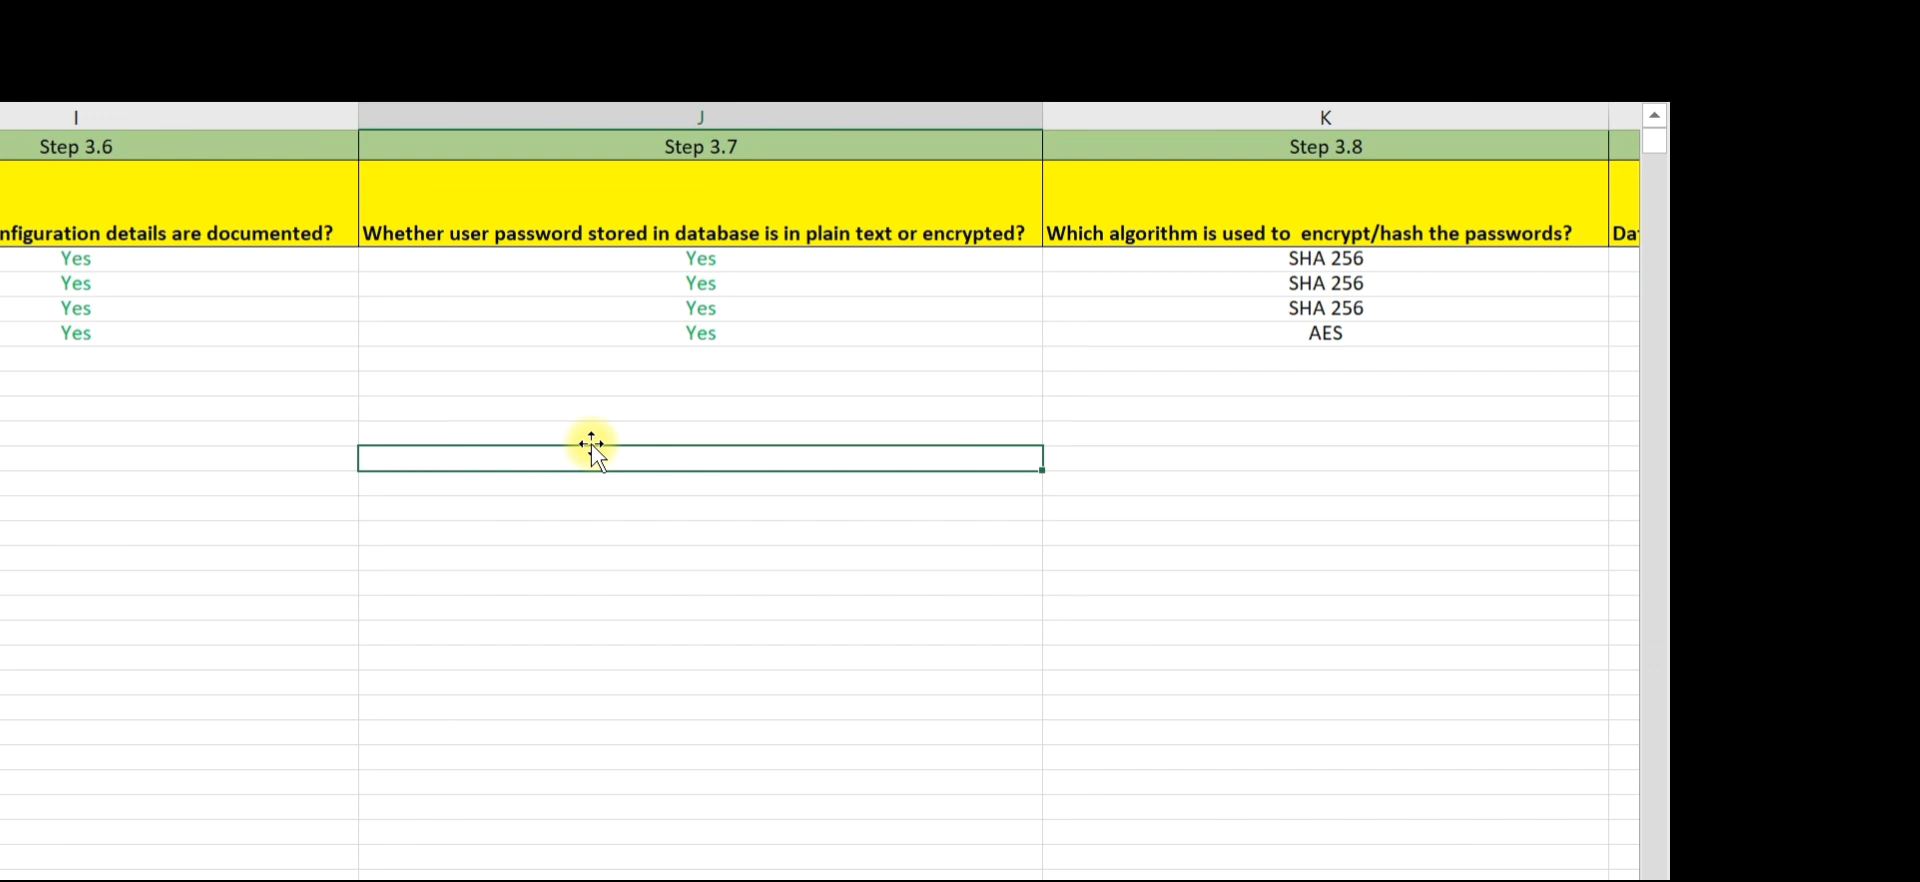 I J K
Step 3.6 Step 3.7 Step 3.8
nfiguration details are documented? Whether user password stored in database is in plain text or encrypted? Which algorithm is used to  encrypt/hash the passwords? Da
Yes Yes SHA 256
Yes Yes SHA 256
Yes Yes SHA 256
Yes Yes AES